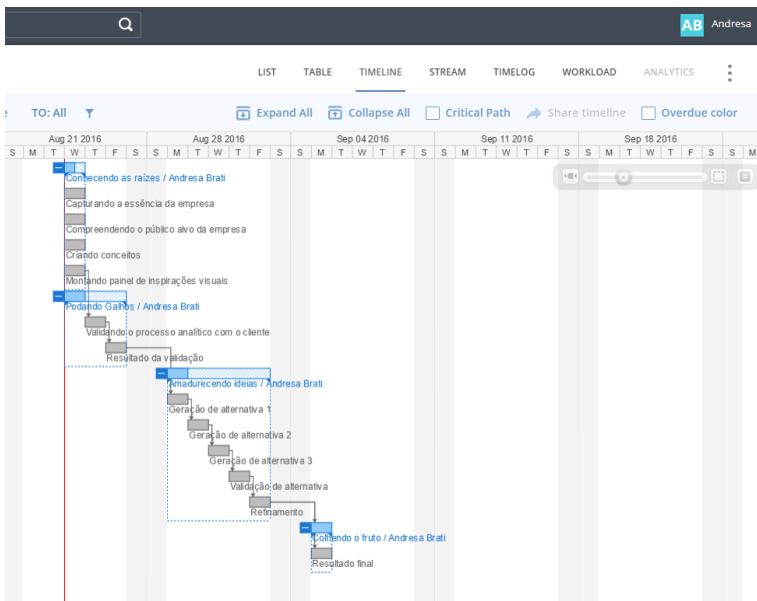 AB Andresa
LIST TABLE TIMELINE STREAM TIMELOG WORKLOAD ANALYTICS
TO: All Expand All Collapse All Critical Path Share timeline Overdue color
Aug 21 2016 Aug 28 2016 Sep 04 2016 Sep 11 2016 Sep 18 2016
S M T W T F S S M T W T F S S M T W T F S S M T W T F S S M T W T F S S M
Conhecendo as raízes / Andresa Brati
Capturando a essência da empresa
Compreendendo o público alvo da empresa
Criando conceitos
Montando painel de inspirações visuais
Podando Galhos / Andresa Brati
Validando o processo analítico com o cliente
Resultado da validação
Amadurecendo ideias / Andresa Brati
Geração de alternativa 1
Geração de alternativa 2
Geração de alternativa 3
Validação de alternativa
Refinamento
Colhendo o fruto / Andresa Brati
Resultado final